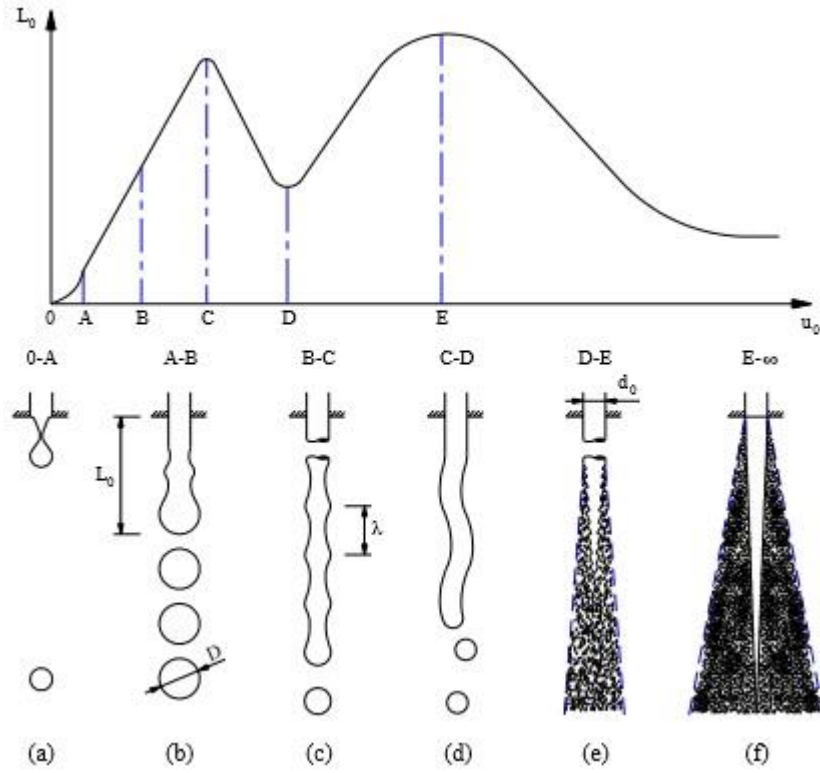 L₀
0 A B C D E u₀
0-A A-B B-C C-D D-E E-∞
d₀
L₀
λ
D
(a) (b) (c) (d) (e) (f)